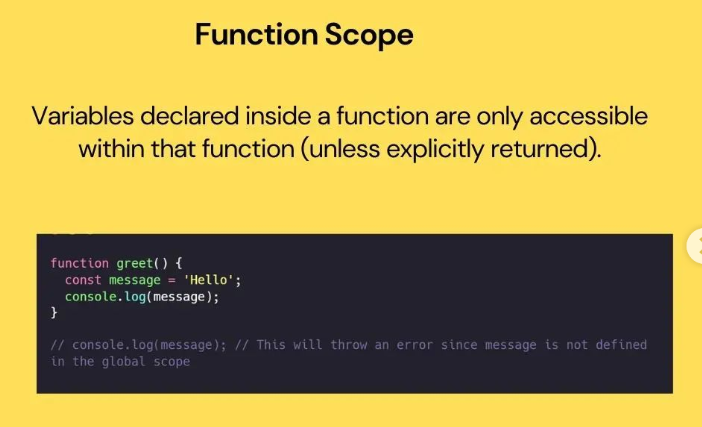 Function Scope
Variables declared inside a function are only accessible
within that function (unless explicitly returned).
function greet() {
  const message = 'Hello';
  console.log(message);
}
// console.log(message); // This will throw an error since message is not defined
in the global scope